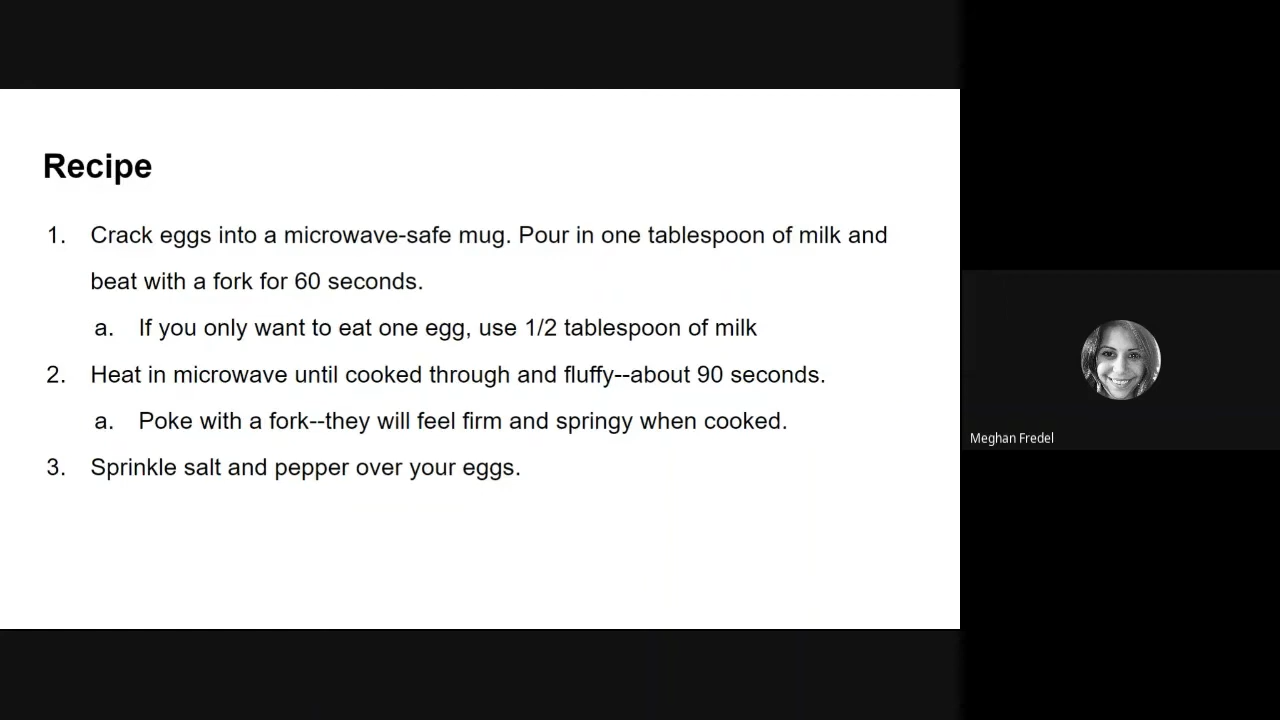 Recipe
1. Crack eggs into a microwave-safe mug. Pour in one tablespoon of milk and
beat with a fork for 60 seconds.
a. If you only want to eat one egg, use 1/2 tablespoon of milk
2. Heat in microwave until cooked through and fluffy--about 90 seconds.
a. Poke with a fork--they will feel firm and springy when cooked.
3. Sprinkle salt and pepper over your eggs.
Meghan Fredel